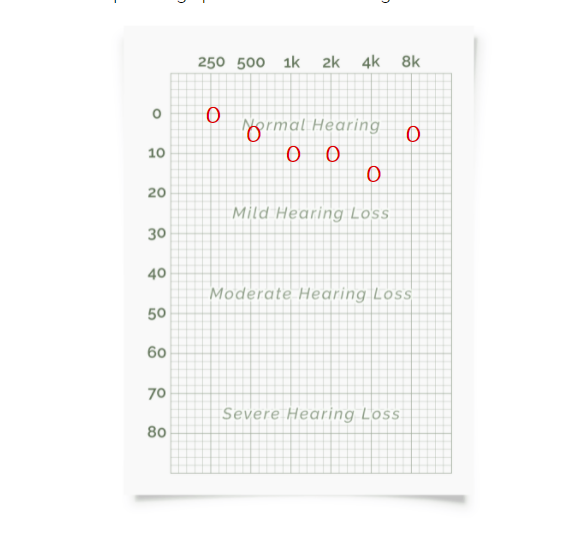 250 500 1k 2k 4k 8k
0
Normal Hearing
10
20
Mild Hearing Loss
30
40
Moderate Hearing Loss
50
60
70
Severe Hearing Loss
80
O
O
O
O
O
O